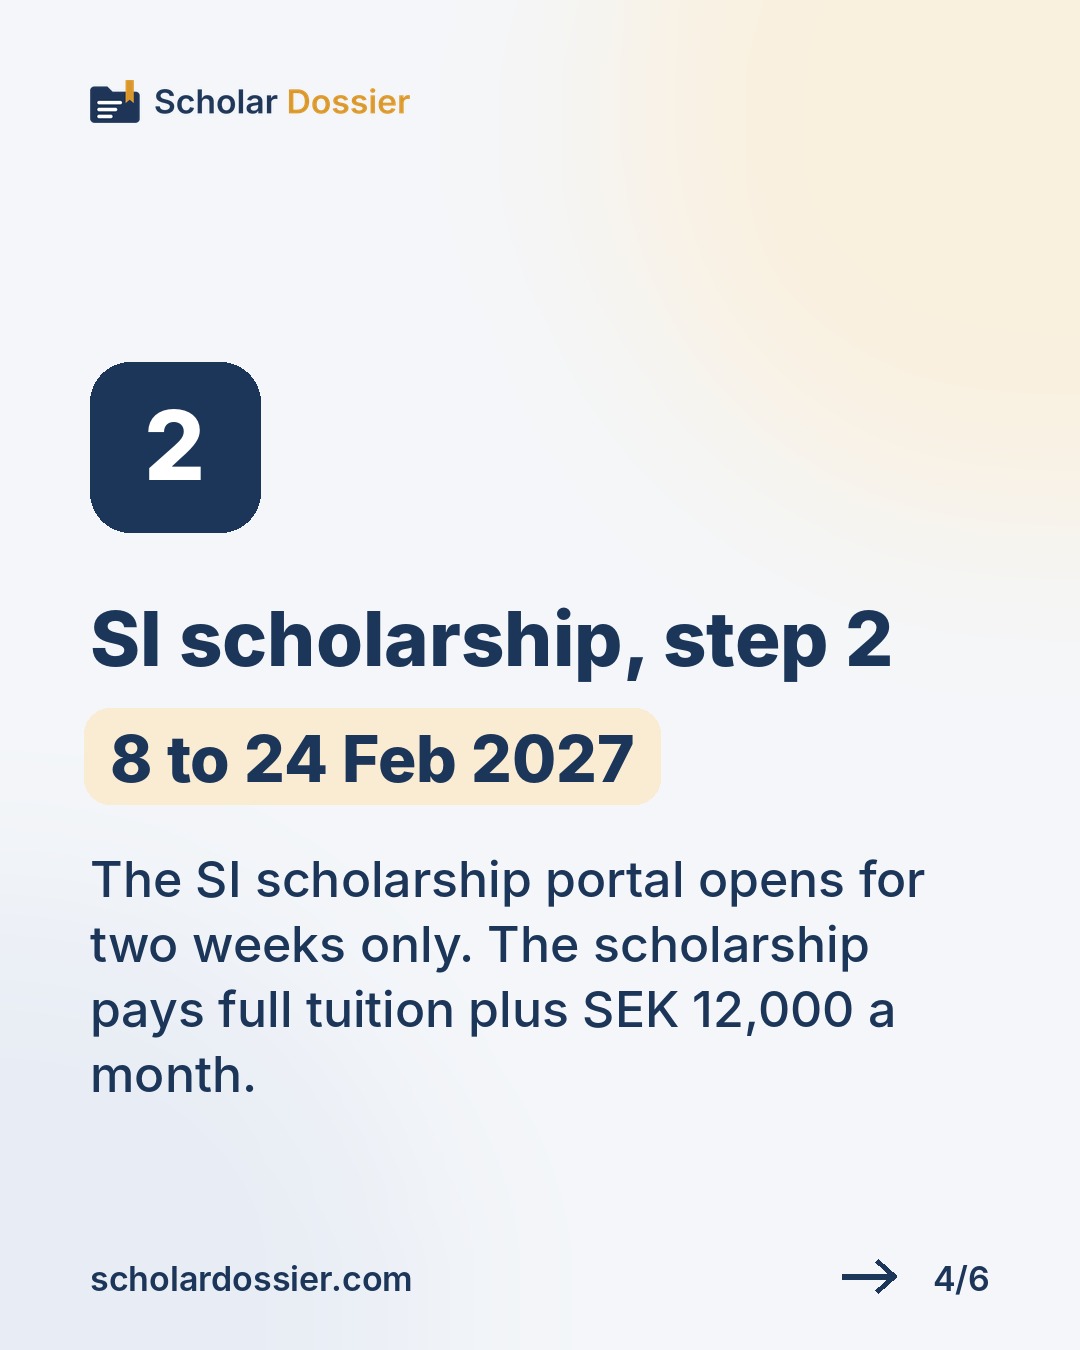 Scholar Dossier
2
SI scholarship, step 2
8 to 24 Feb 2027
The SI scholarship portal opens for
two weeks only. The scholarship
pays full tuition plus SEK 12,000 a
month.
scholardossier.com
4/6